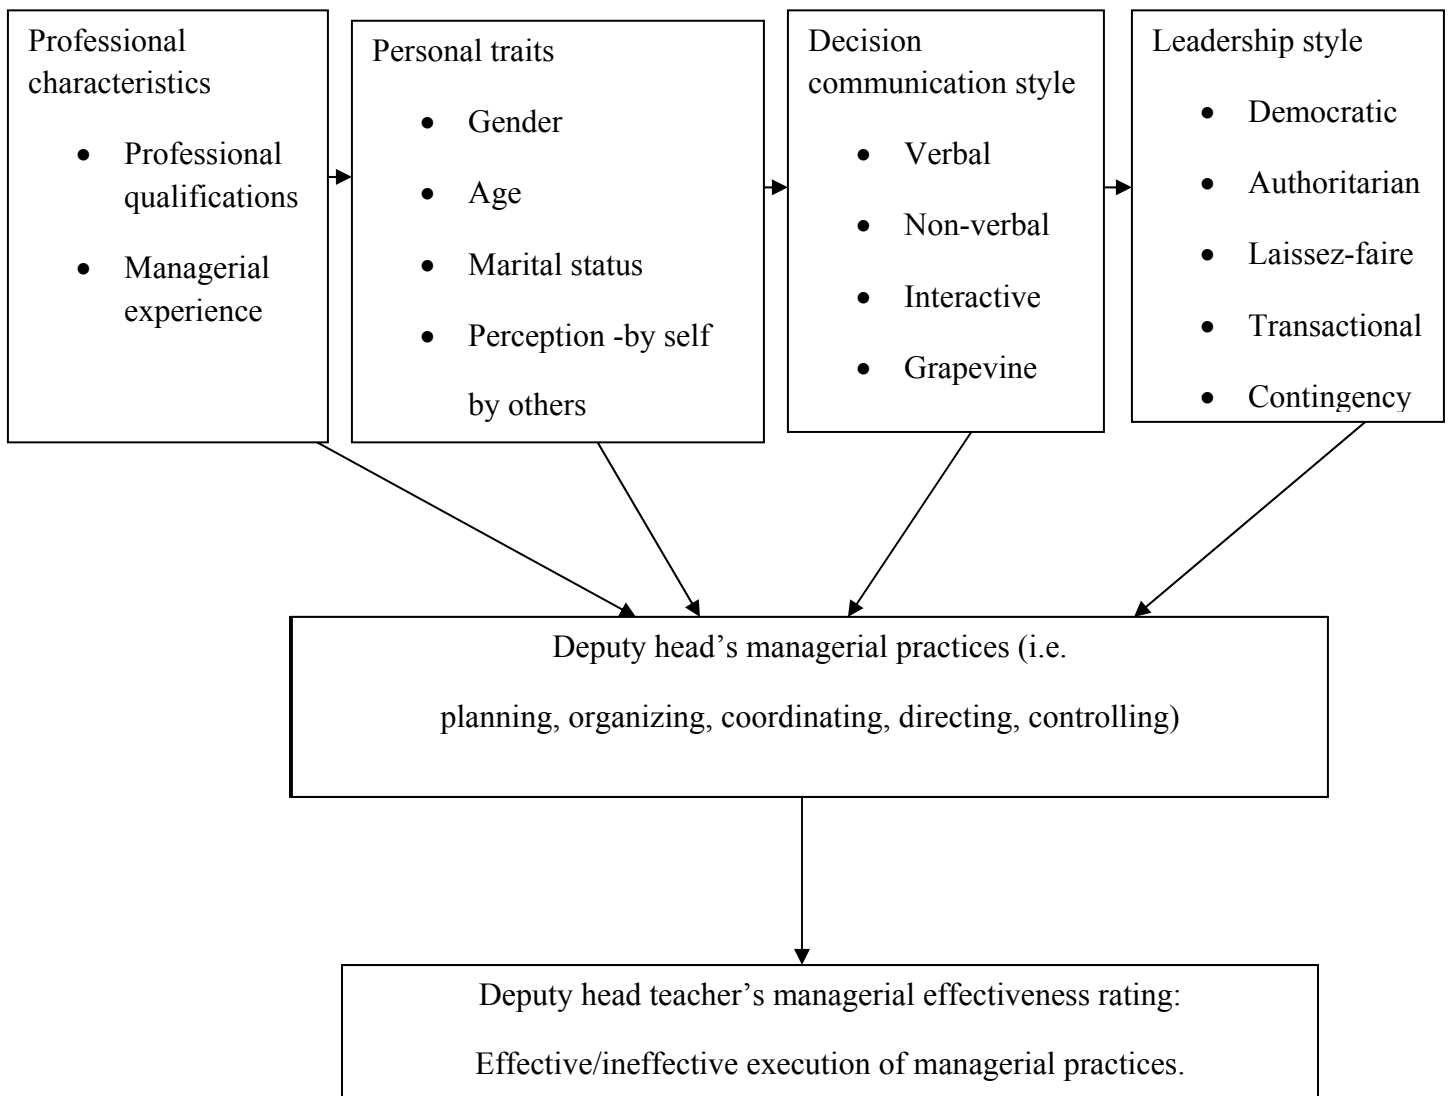 Professional
characteristics
• Professional
qualifications
• Managerial
experience
Personal traits
• Gender
• Age
• Marital status
• Perception -by self
by others
Decision
communication style
• Verbal
• Non-verbal
• Interactive
• Grapevine
Leadership style
• Democratic
• Authoritarian
• Laissez-faire
• Transactional
• Contingency
Deputy head’s managerial practices (i.e.
planning, organizing, coordinating, directing, controlling)
Deputy head teacher’s managerial effectiveness rating:
Effective/ineffective execution of managerial practices.